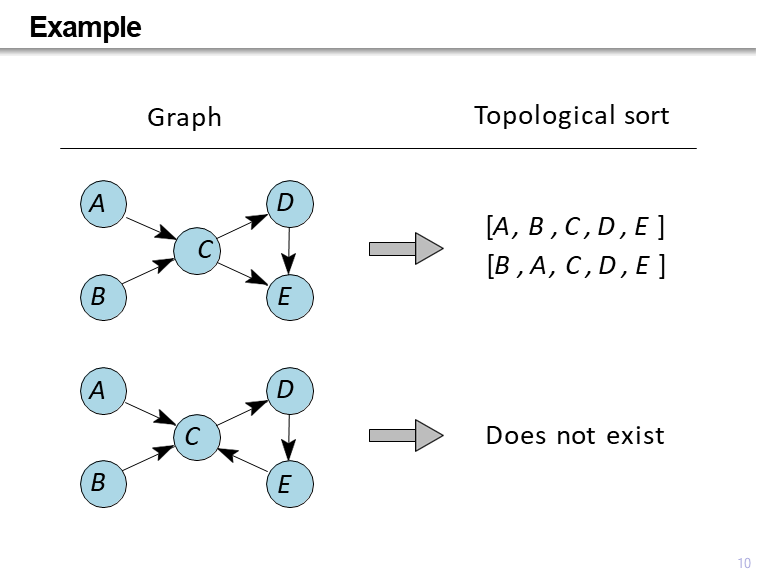 Example
Graph Topological sort
A D
C
B E
[A, B, C, D, E]
[B, A, C, D, E]
A D
C
B E
Does not exist
10